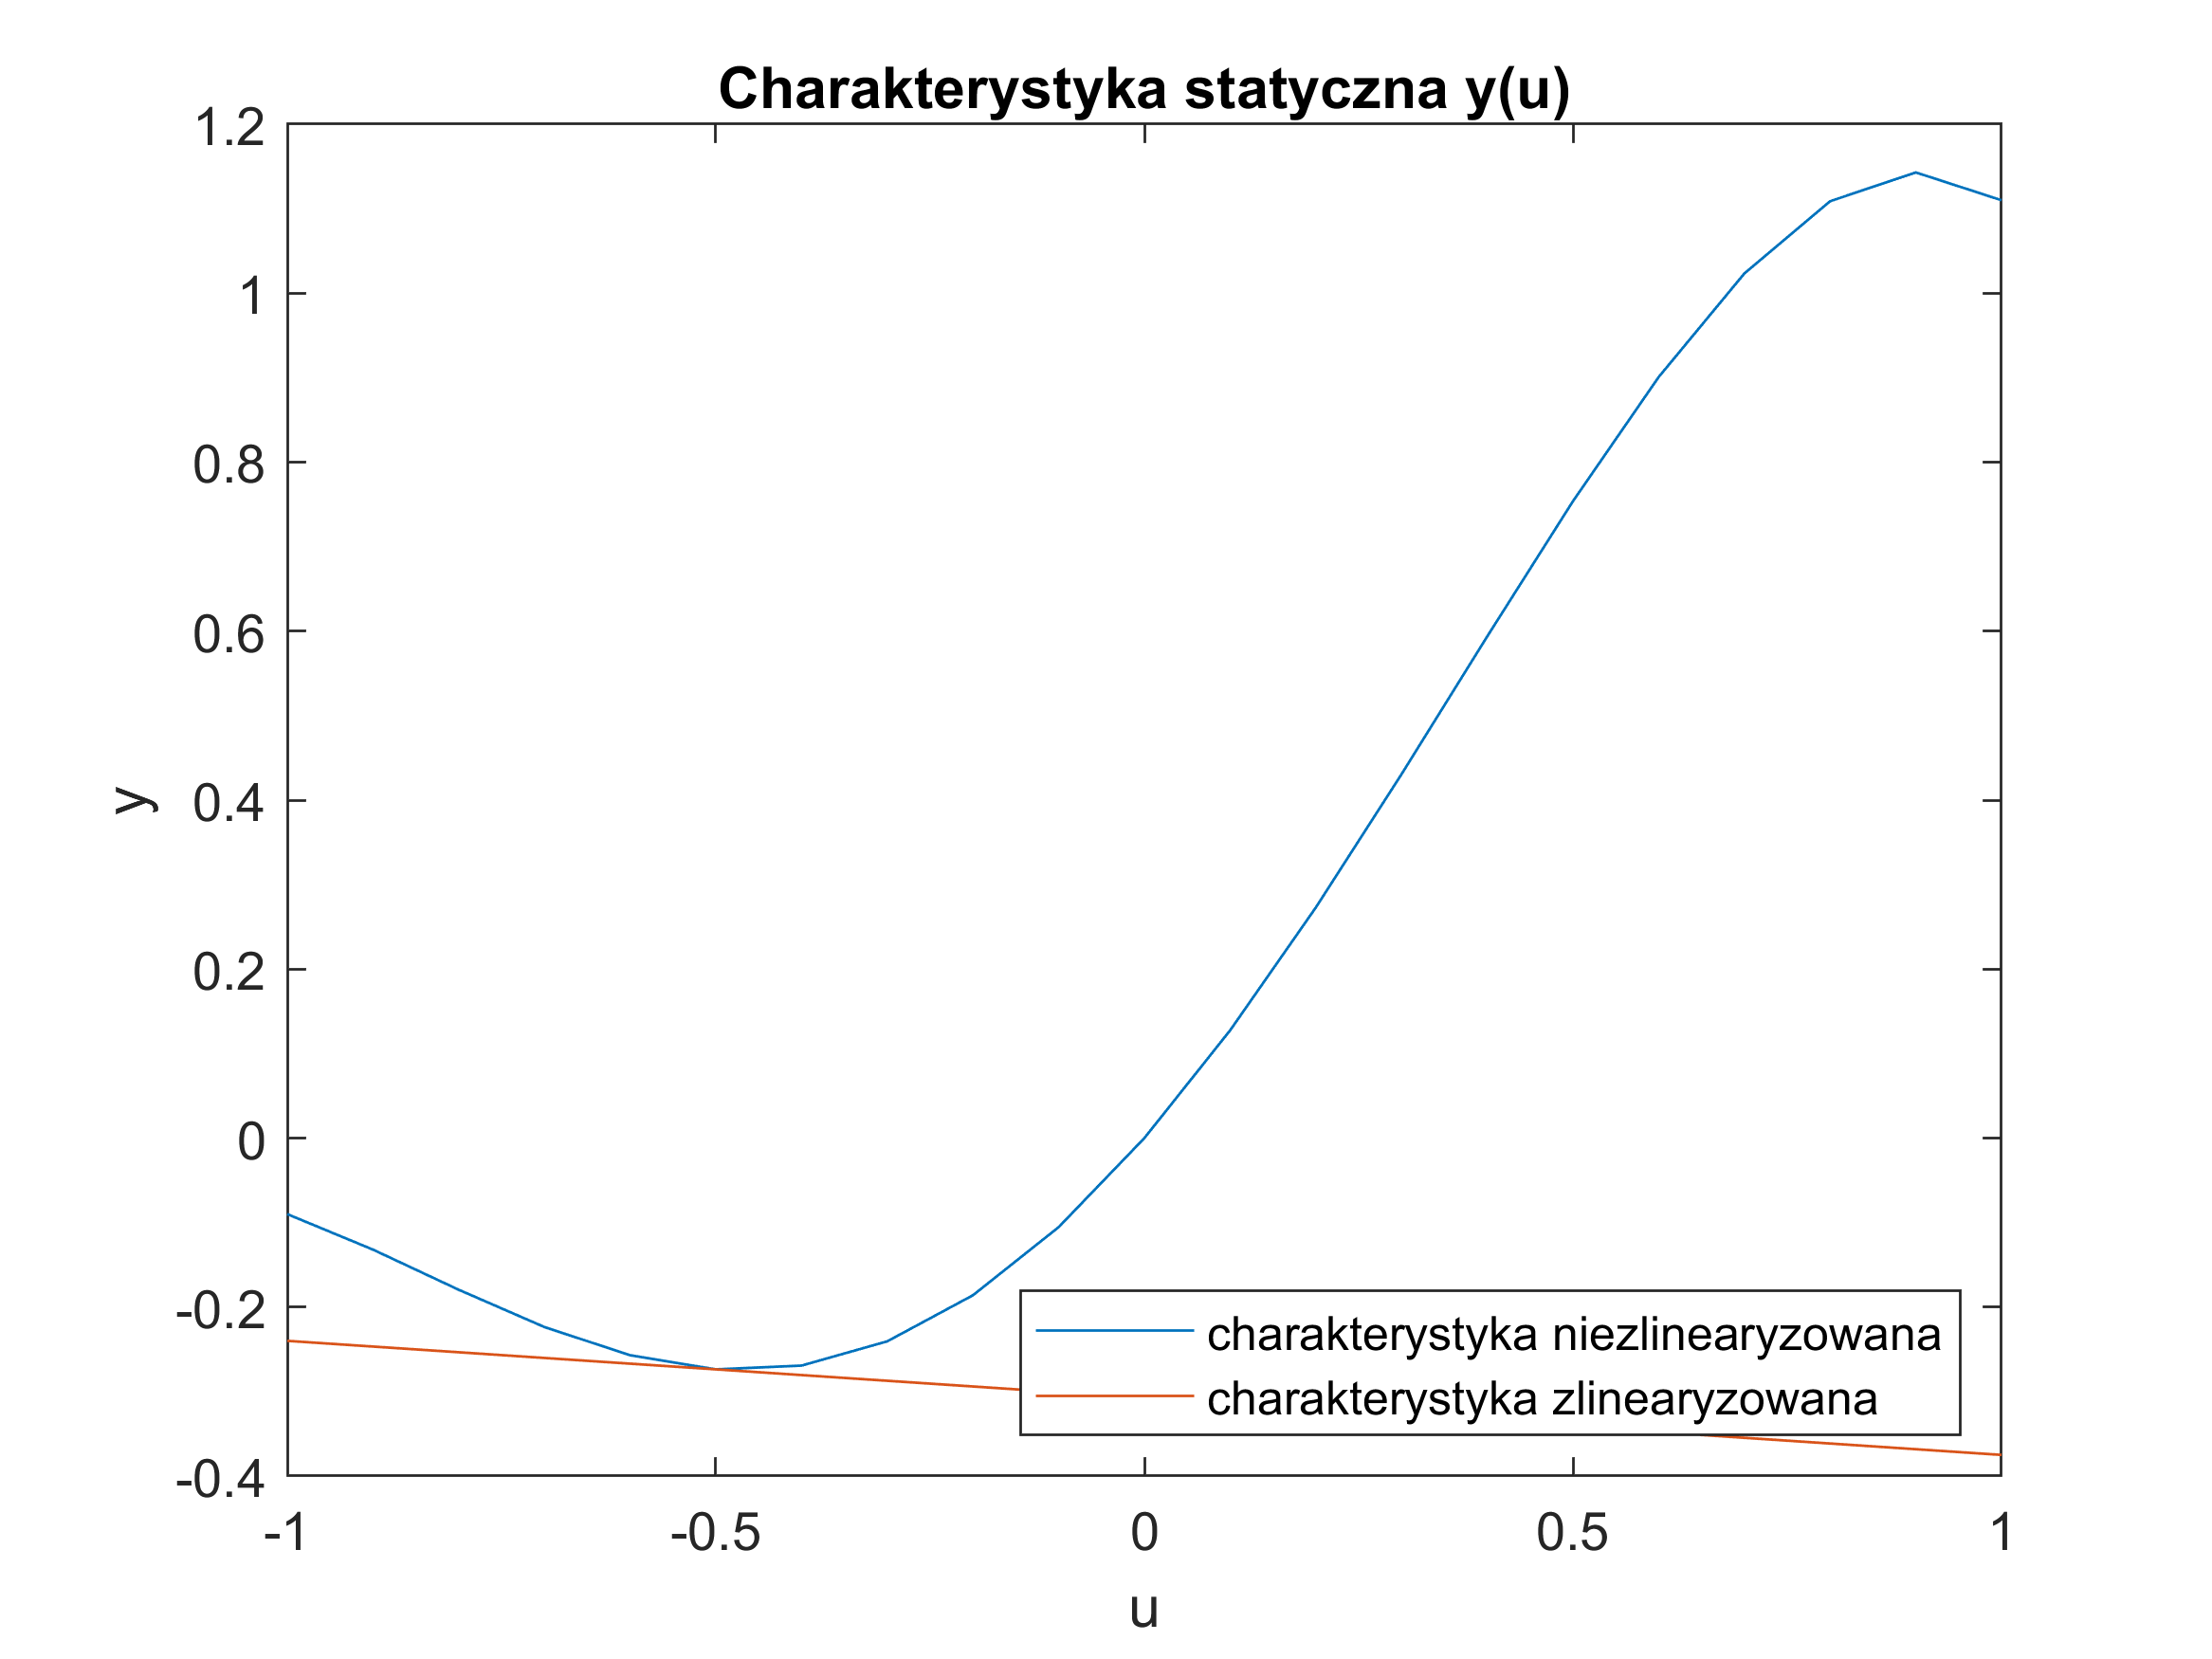 Charakterystyka statyczna y(u)
1.2
1
0.8
0.6
0.4
0.2
0
-0.2
-0.4
y
charakterystyka niezlinearyzowana
charakterystyka zlinearyzowana
-1
-0.5
0
0.5
1
u